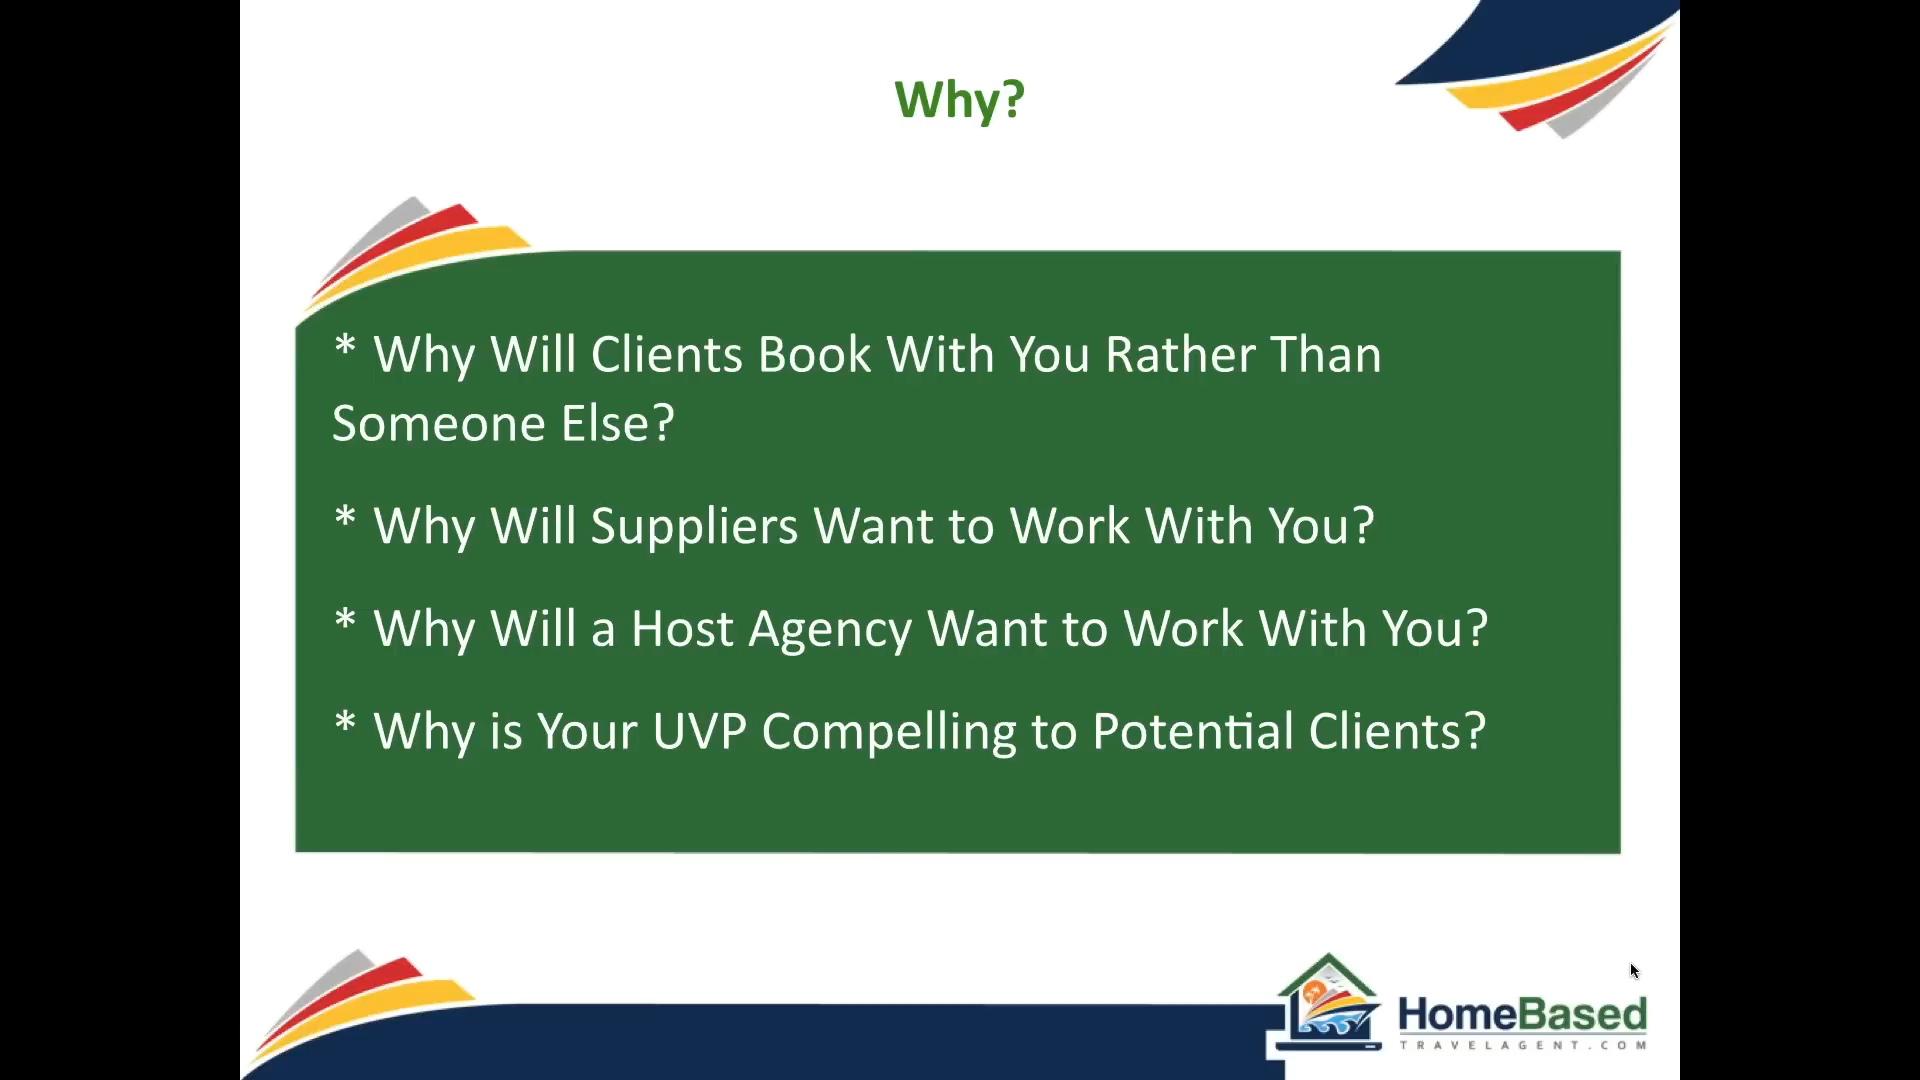 Why?
* Why Will Clients Book With You Rather Than
Someone Else?
* Why Will Suppliers Want to Work With You?
* Why Will a Host Agency Want to Work With You?
* Why is Your UVP Compelling to Potential Clients?
HomeBased
TRAVELAGENT.COM